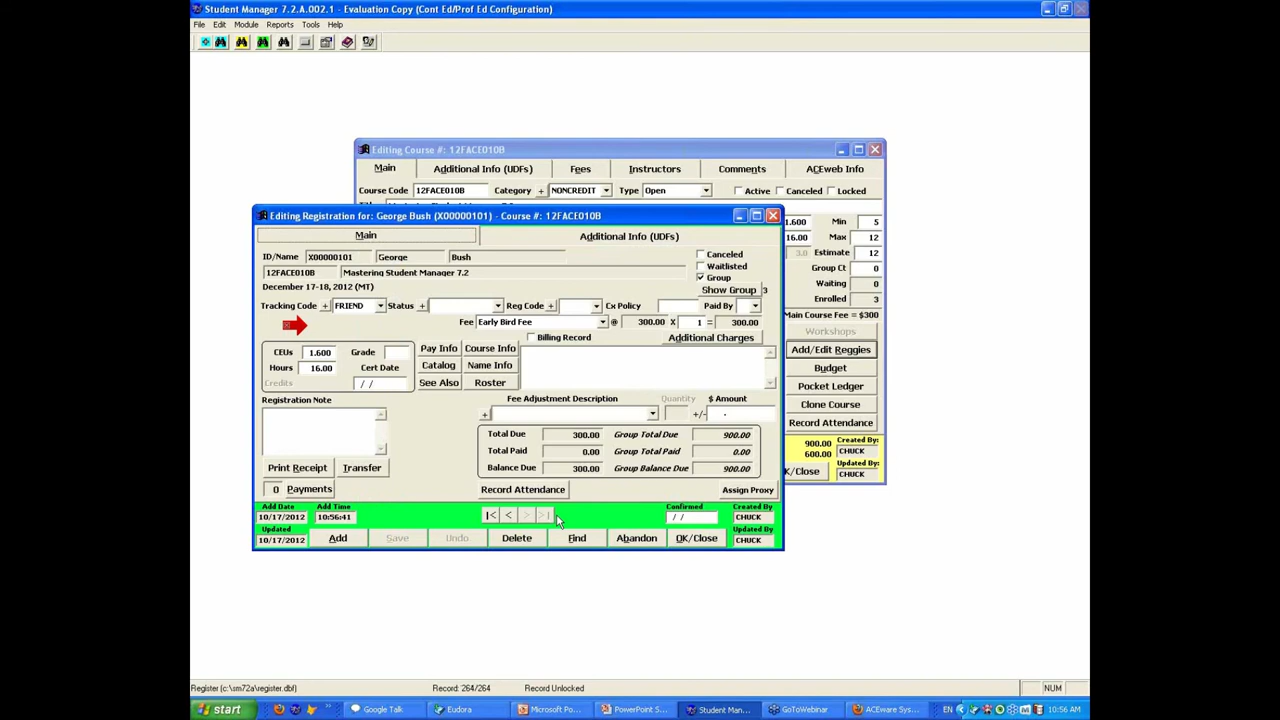 Student Manager 7.2.A.002.1 - Evaluation Copy (Cont Ed/Prof Ed Configuration)
File Edit Module Reports Tools Help
Editing Course #: 12FACE010B
Main Additional Info (UDFs) Fees Instructors Comments ACEweb Info
Course Code 12FACE010B Category + NONCREDIT Type Open Active Canceled Locked
1.600 Min 5
16.00 Max 12
3.0 Estimate 12
Group Ct 0
Waiting 0
Enrolled 3
Main Course Fee = $300
Workshops
Add/Edit Reggies
Budget
Pocket Ledger
Clone Course
Record Attendance
900.00 Created By:
600.00 CHUCK
K/Close Updated By:
CHUCK
Editing Registration for: George Bush (X00000101) - Course #: 12FACE010B
Main Additional Info (UDFs)
ID/Name X00000101 George Bush
Canceled
Waitlisted
Group
12FACE010B Mastering Student Manager 7.2
December 17-18, 2012 (MT)
Show Group 3
Tracking Code + FRIEND Status + Reg Code + Cx Policy Paid By
Fee Early Bird Fee @ 300.00 X 1 = 300.00
Billing Record Additional Charges
CEUs 1.600 Grade
Hours 16.00 Cert Date
Credits / /
Pay Info Course Info
Catalog Name Info
See Also Roster
Registration Note
Fee Adjustment Description Quantity $ Amount
+ +/- .
Total Due 300.00 Group Total Due 900.00
Total Paid 0.00 Group Total Paid 0.00
Balance Due 300.00 Group Balance Due 900.00
Print Receipt Transfer
0 Payments Record Attendance Assign Proxy
Add Date Add Time Confirmed Created By
10/17/2012 10:56:41 |< < > >| / / CHUCK
Updated Updated By
10/17/2012 Add Save Undo Delete Find Abandon OK/Close CHUCK
Register (c:\sm72a\register.dbf) Record: 264/264 Record Unlocked NUM
start Google Talk Eudora Microsoft Po... PowerPoint S... Student Man... GoToWebinar ACEware Sys... EN 10:56 AM